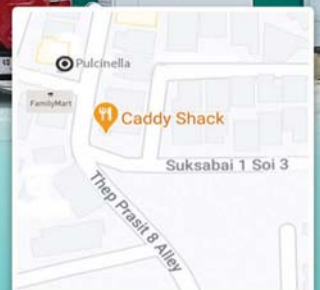 Pulcinella
FamilyMart
Caddy Shack
Suksabai 1 Soi 3
Thep Prasit 8 Alley